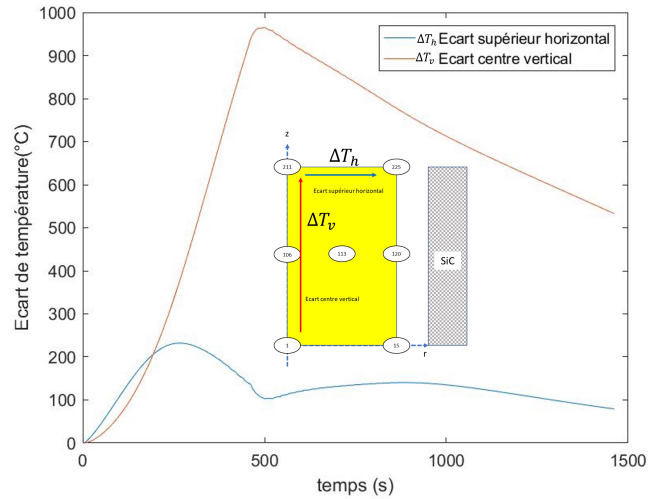 1000
900
800
700
600
500
400
300
200
100
0
0
500
1000
1500
Ecart de température(°C)
temps (s)
ΔTₕ Ecart supérieur horizontal
ΔTᵥ Ecart centre vertical
z
ΔTₕ
211
225
Ecart supérieur horizontal
ΔTᵥ
106
113
120
SiC
Ecart centre vertical
1
15
r